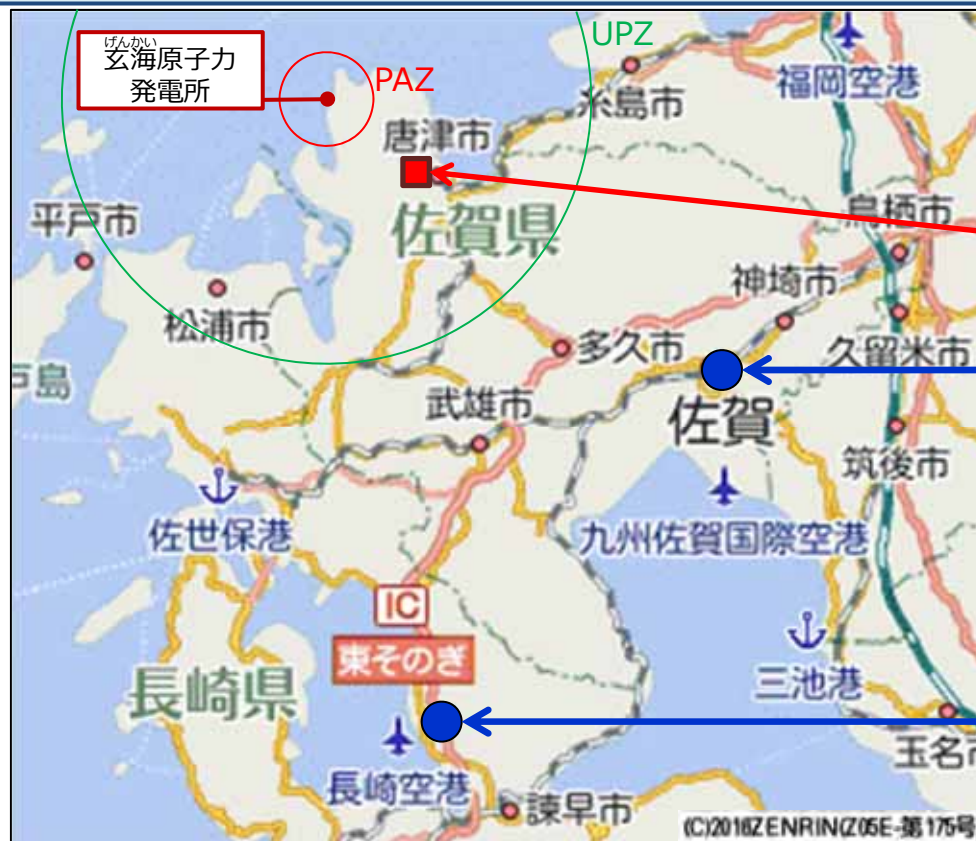 げんかい
玄海原子力
発電所
PAZ
UPZ
福岡空港
糸島市
唐津市
佐賀県
鳥栖市
平戸市
松浦市
神埼市
多久市
久留米市
戸島
武雄市
佐賀
筑後市
佐世保港
九州佐賀国際空港
IC
東そのぎ
長崎県
三池港
長崎空港
玉名市
諫早市
(C)2016ZENRIN(Z05E-第175号